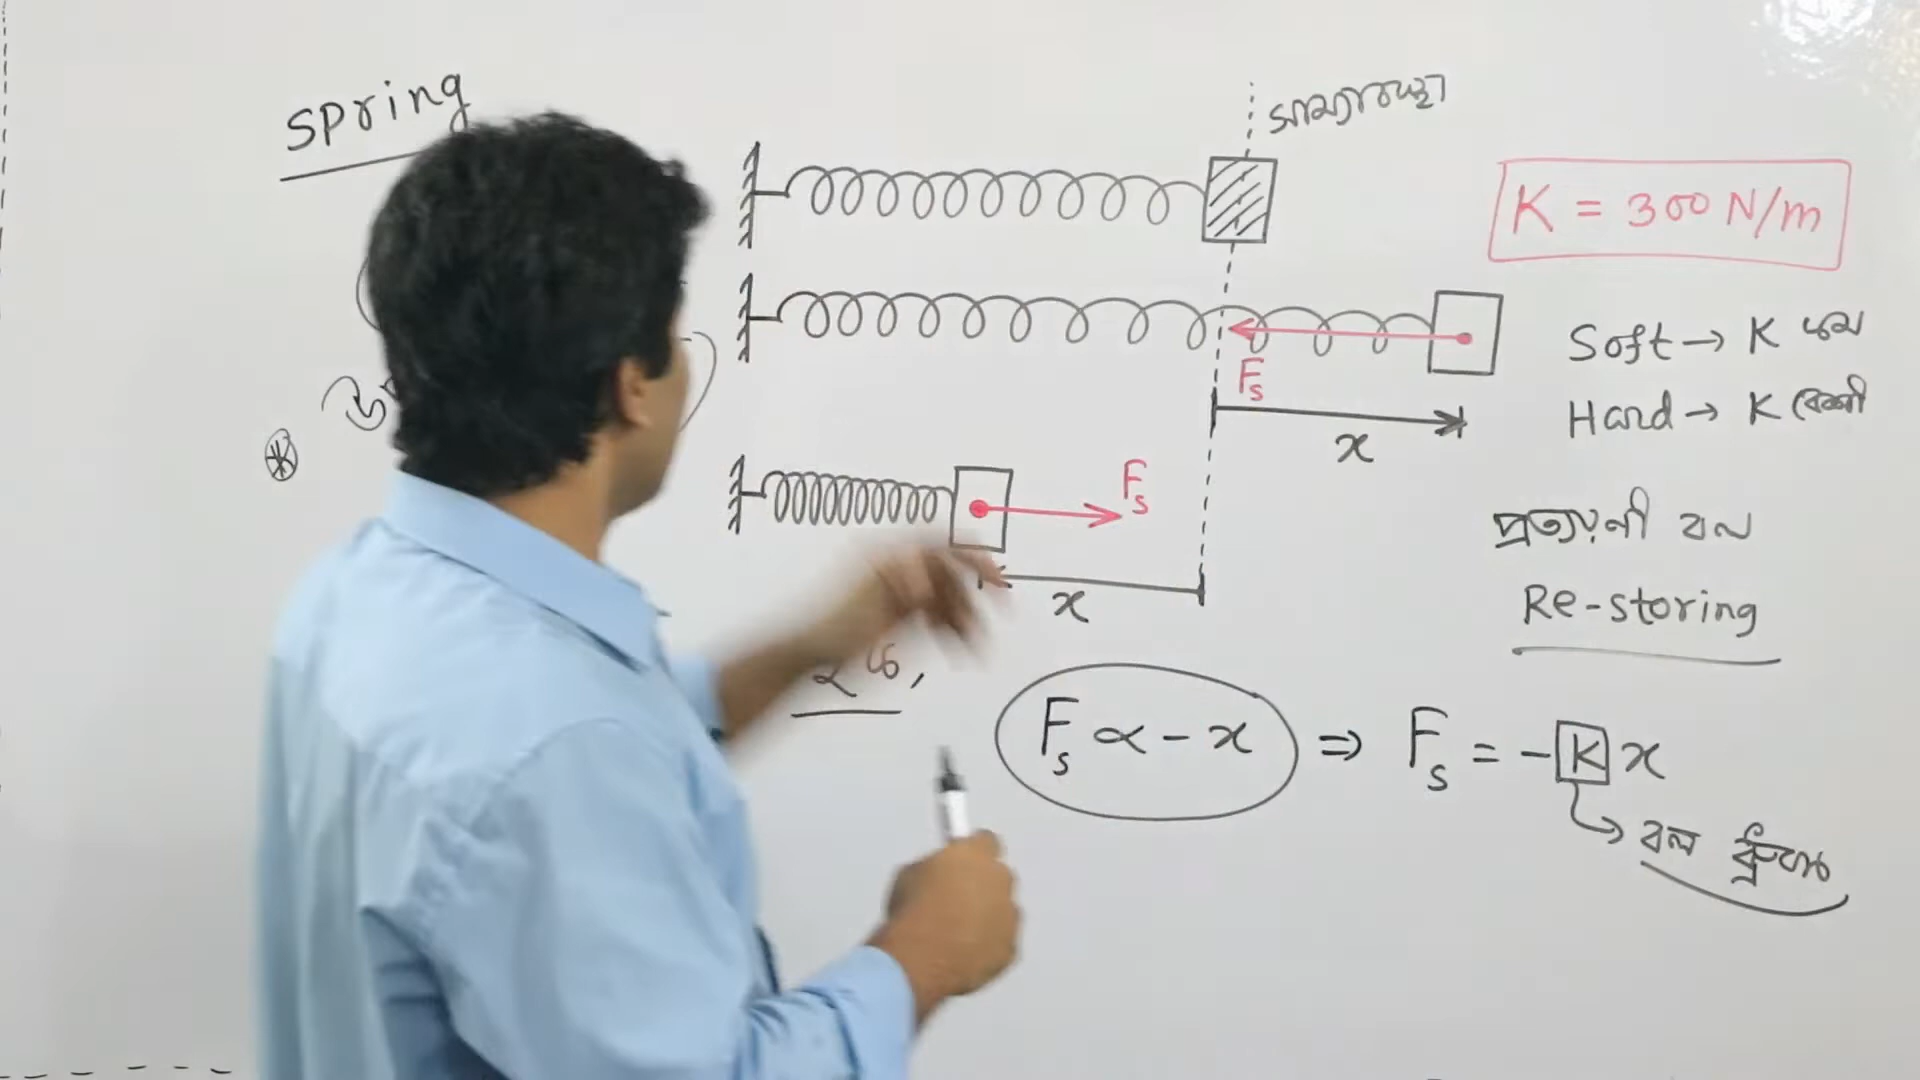 Spring
সাম্যাবস্থা
K = 300 N/m
Soft → K কম
Fₛ
Hard → K বেশী
x
Fₛ
প্রত্যয়নী বল
x
Re-storing
Fₛ ∝ - x ⇒ Fₛ = - K x
→ বল ধ্রুবক